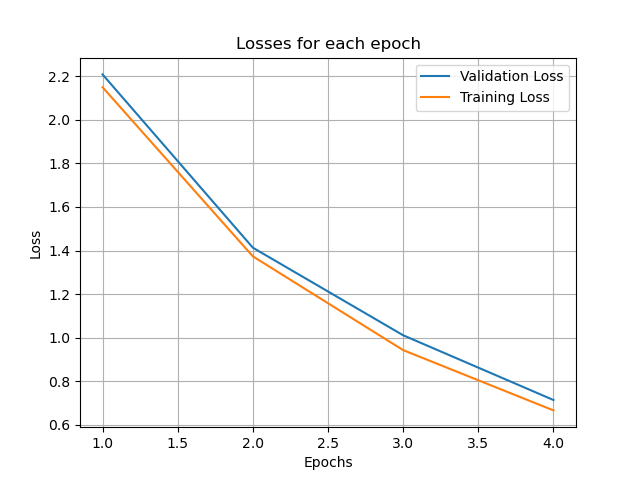 Losses for each epoch
Validation Loss
Training Loss
2.2
2.0
1.8
1.6
1.4
1.2
1.0
0.8
0.6
Loss
1.0 1.5 2.0 2.5 3.0 3.5 4.0
Epochs